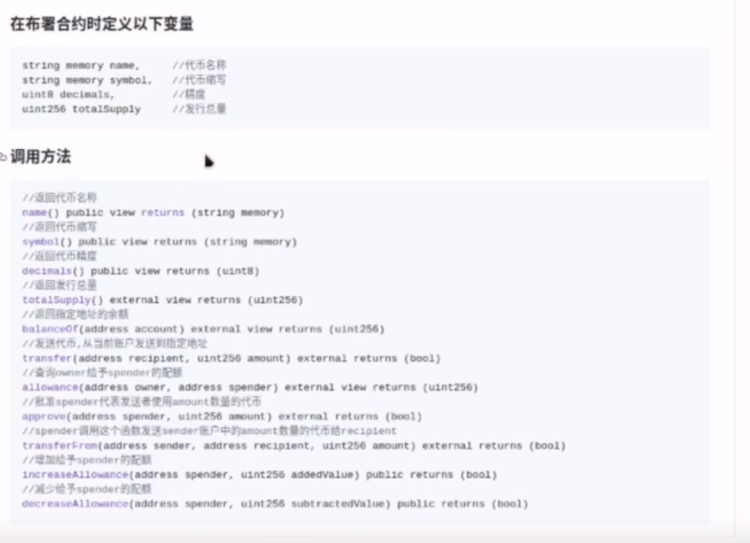 在布署合约时定义以下变量
string memory name,     //代币名称
string memory symbol,   //代币缩写
uint8 decimals,         //精度
uint256 totalSupply     //发行总量
调用方法
//返回代币名称
name() public view returns (string memory)
//返回代币缩写
symbol() public view returns (string memory)
//返回代币精度
decimals() public view returns (uint8)
//返回发行总量
totalSupply() external view returns (uint256)
//返回指定地址的余额
balanceOf(address account) external view returns (uint256)
//发送代币,从当前账户发送到指定地址
transfer(address recipient, uint256 amount) external returns (bool)
//查询owner给予spender的配额
allowance(address owner, address spender) external view returns (uint256)
//批准spender代表发送者使用amount数量的代币
approve(address spender, uint256 amount) external returns (bool)
//spender调用这个函数发送sender账户中的amount数量的代币给recipient
transferFrom(address sender, address recipient, uint256 amount) external returns (bool)
//增加给予spender的配额
increaseAllowance(address spender, uint256 addedValue) public returns (bool)
//减少给予spender的配额
decreaseAllowance(address spender, uint256 subtractedValue) public returns (bool)